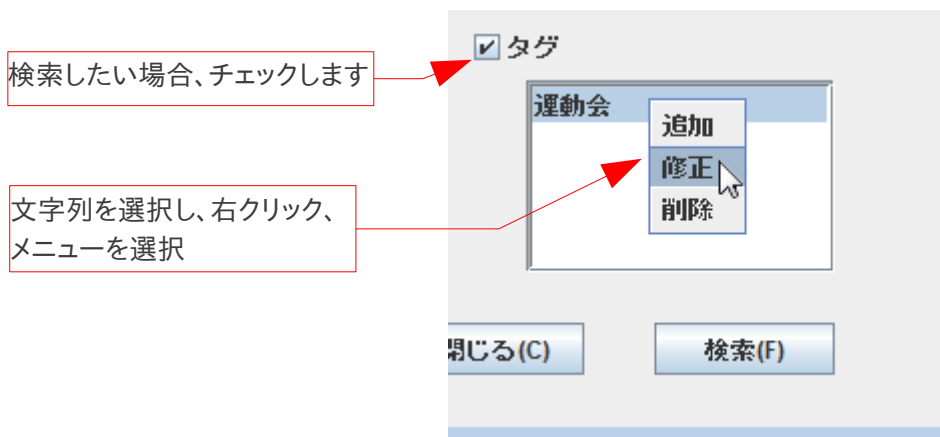 タグ
検索したい場合、チェックします
運動会
追加
修正
削除
文字列を選択し、右クリック、
メニューを選択
閉じる(C)
検索(F)